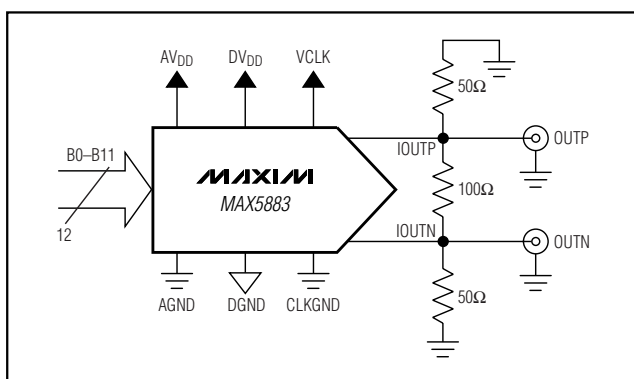 AVDD DVDD VCLK
50Ω
B0–B11
IOUTP
OUTP
MAXIM
MAX5883
100Ω
IOUTN
OUTN
12
50Ω
AGND DGND CLKGND